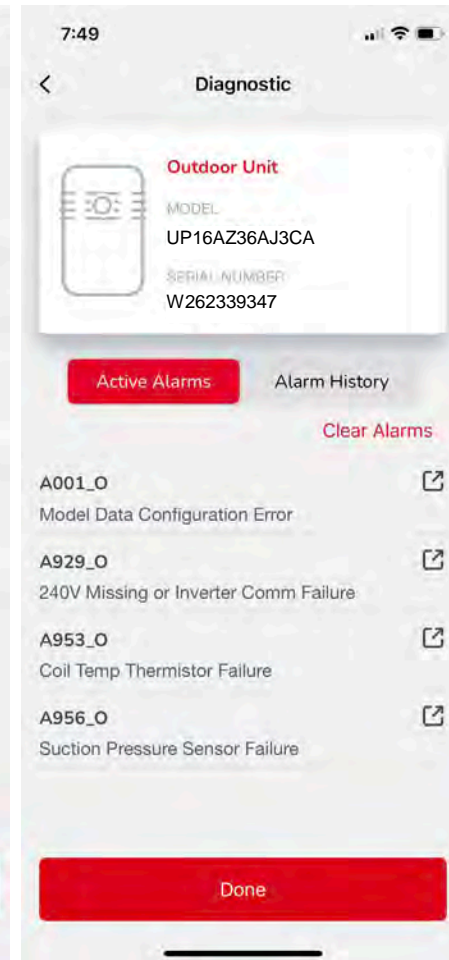 7:49
Diagnostic
Outdoor Unit
MODEL
UP16AZ36AJ3CA
SERIAL NUMBER
W262339347
Active Alarms
Alarm History
Clear Alarms
A001_O
Model Data Configuration Error
A929_O
240V Missing or Inverter Comm Failure
A953_O
Coil Temp Thermistor Failure
A956_O
Suction Pressure Sensor Failure
Done